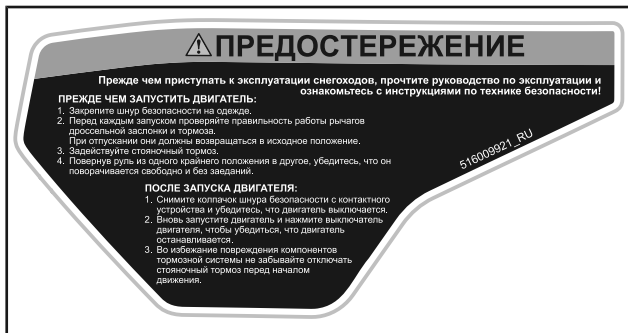 ⚠ПРЕДОСТЕРЕЖЕНИЕ
Прежде чем приступать к эксплуатации снегоходов, прочтите руководство по эксплуатации и
ознакомьтесь с инструкциями по технике безопасности!
ПРЕЖДЕ ЧЕМ ЗАПУСТИТЬ ДВИГАТЕЛЬ:
1. Закрепите шнур безопасности на одежде.
2. Перед каждым запуском проверяйте правильность работы рычагов
дроссельной заслонки и тормоза.
При отпускании они должны возвращаться в исходное положение.
3. Задействуйте стояночный тормоз.
4. Повернув руль из одного крайнего положения в другое, убедитесь, что он
поворачивается свободно и без заеданий.
516009921_RU
ПОСЛЕ ЗАПУСКА ДВИГАТЕЛЯ:
1. Снимите колпачок шнура безопасности с контактного
устройства и убедитесь, что двигатель выключается.
2. Вновь запустите двигатель и нажмите выключатель
двигателя, чтобы убедиться, что двигатель
останавливается.
3. Во избежание повреждения компонентов
тормозной системы не забывайте отключать
стояночный тормоз перед началом
движения.